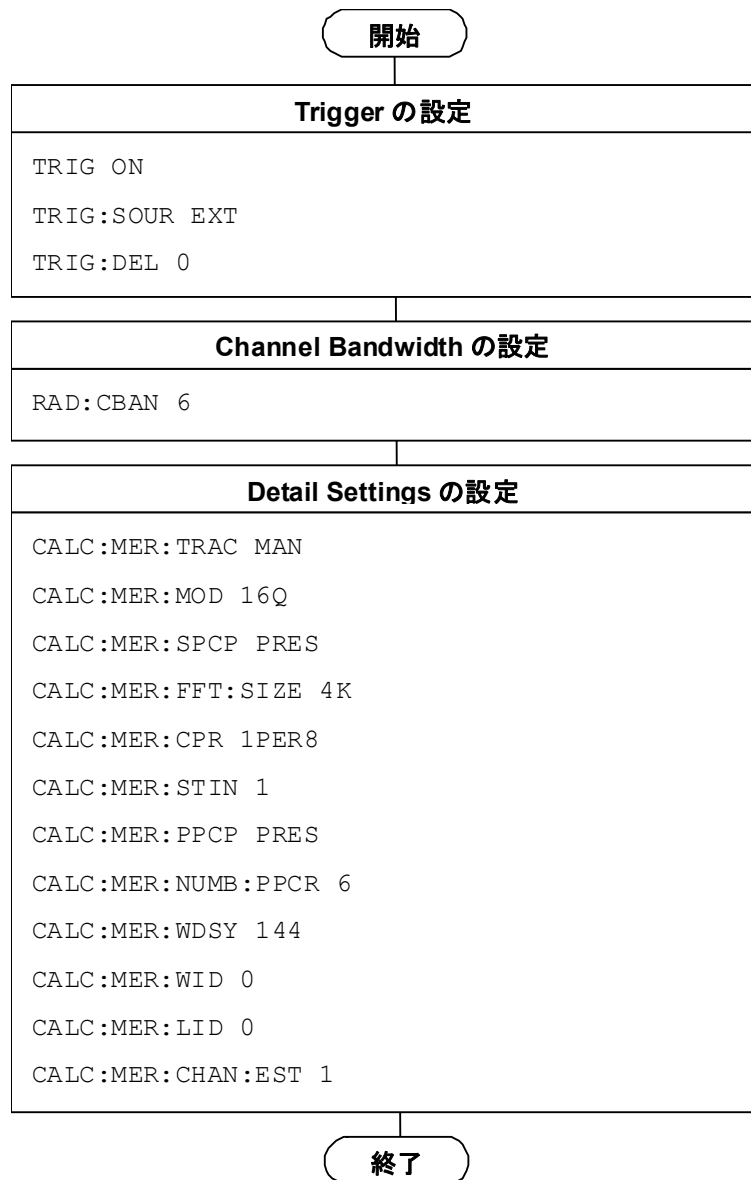 開始
Trigger の設定
TRIG ON
TRIG:SOUR EXT
TRIG:DEL 0
Channel Bandwidth の設定
RAD:CBAN 6
Detail Settings の設定
CALC:MER:TRAC MAN
CALC:MER:MOD 16Q
CALC:MER:SPCP PRES
CALC:MER:FFT:SIZE 4K
CALC:MER:CPR 1PER8
CALC:MER:STIN 1
CALC:MER:PPCP PRES
CALC:MER:NUMB:PPCR 6
CALC:MER:WDSY 144
CALC:MER:WID 0
CALC:MER:LID 0
CALC:MER:CHAN:EST 1
終了